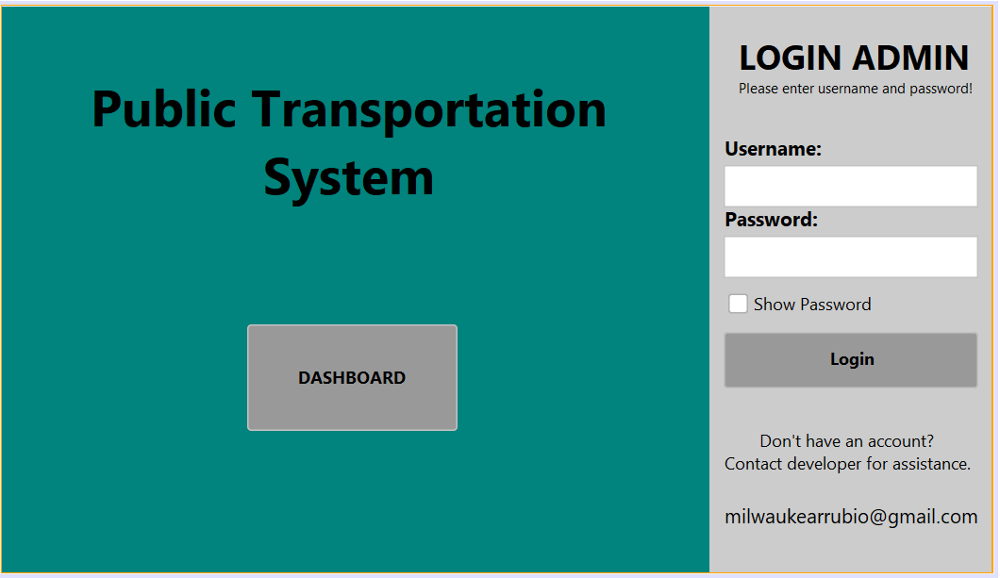 Public Transportation
System
DASHBOARD
LOGIN ADMIN
Please enter username and password!
Username:
Password:
Show Password
Login
Don't have an account?
Contact developer for assistance.
milwaukearrubio@gmail.com